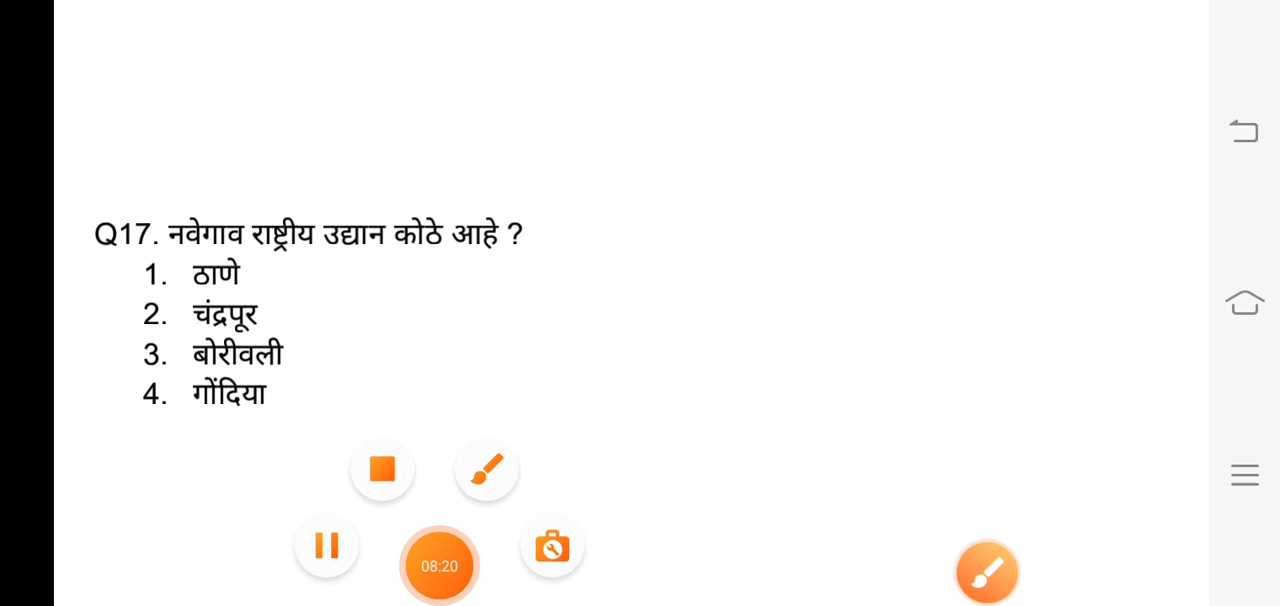 Q17. नवेगाव राष्ट्रीय उद्यान कोठे आहे ?
1. ठाणे
2. चंद्रपूर
3. बोरीवली
4. गोंदिया
08:20